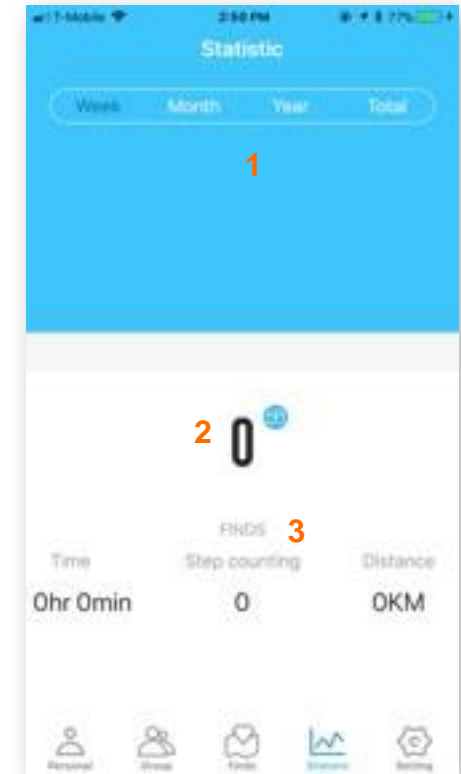 T-Mobile 2:50 PM 77%
Statistic
Week Month Year Total
1
2 0
FINDS 3
Time Step counting Distance
0hr 0min 0 0KM
Personal Group Finds Statistic Setting